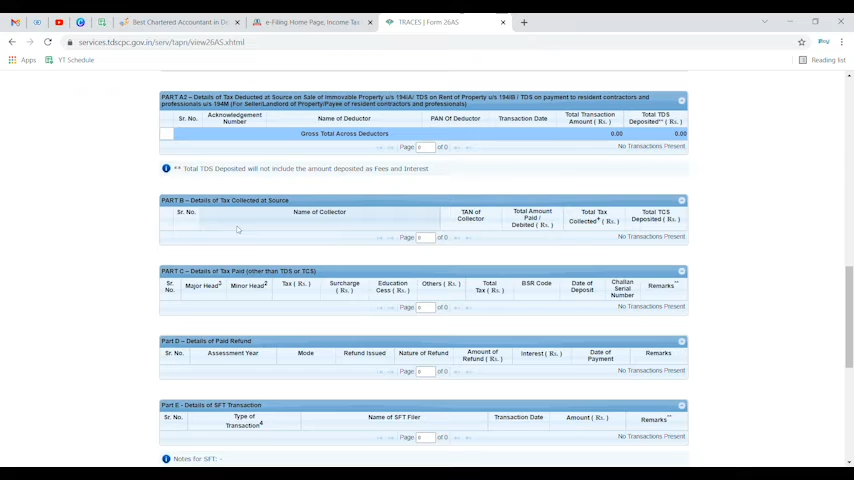 Best Chartered Accountant in De
e-Filing Home Page, Income Tax
TRACES | Form 26AS
services.tdscpc.gov.in/serv/tapn/view26AS.xhtml
Apps
YT Schedule
Reading list
PART A2 – Details of Tax Deducted at Source on Sale of Immovable Property u/s 194IA/ TDS on Rent of Property u/s 194IB / TDS on payment to resident contractors and
professionals u/s 194M (For Seller/Landlord of Property/Payee of resident contractors and professionals)
Sr. No. Acknowledgement Number Name of Deductor PAN Of Deductor Transaction Date Total Transaction Amount ( Rs. ) Total TDS Deposited** ( Rs. )
Gross Total Across Deductors 0.00 0.00
Page 0 of 0 No Transactions Present
** Total TDS Deposited will not include the amount deposited as Fees and Interest
PART B – Details of Tax Collected at Source
Sr. No. Name of Collector TAN of Collector Total Amount Paid / Debited ( Rs. ) Total Tax Collected+ ( Rs. ) Total TCS Deposited ( Rs. )
Page 0 of 0 No Transactions Present
PART C – Details of Tax Paid (other than TDS or TCS)
Sr. No. Major Head3 Minor Head2 Tax ( Rs. ) Surcharge ( Rs. ) Education Cess ( Rs. ) Others ( Rs. ) Total Tax ( Rs. ) BSR Code Date of Deposit Challan Serial Number Remarks**
Page 0 of 0 No Transactions Present
Part D – Details of Paid Refund
Sr. No. Assessment Year Mode Refund Issued Nature of Refund Amount of Refund ( Rs. ) Interest ( Rs. ) Date of Payment Remarks
Page 0 of 0 No Transactions Present
Part E - Details of SFT Transaction
Sr. No. Type of Transaction4 Name of SFT Filer Transaction Date Amount ( Rs. ) Remarks**
Page 0 of 0 No Transactions Present
Notes for SFT: -